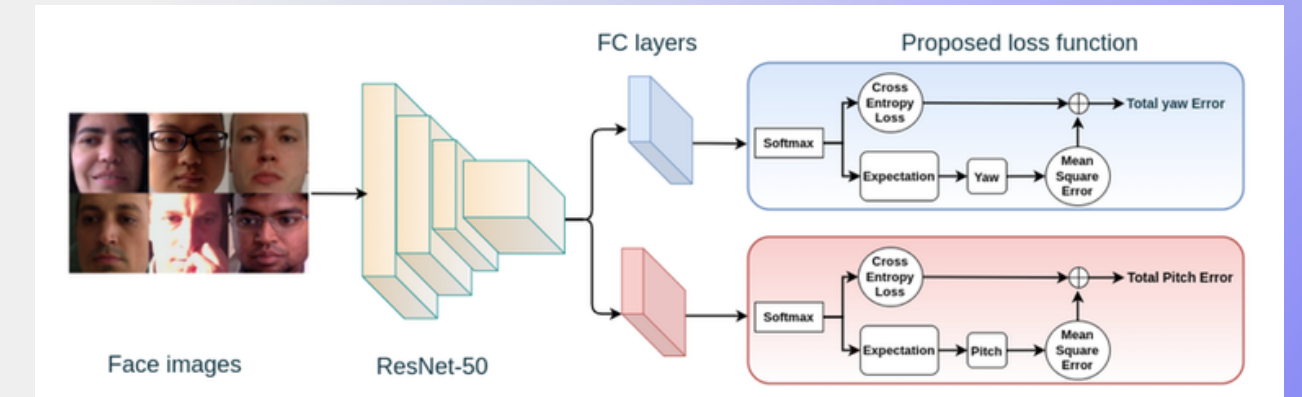 FC layers
Proposed loss function
Cross
Entropy
Loss
Total yaw Error
Softmax
Expectation
Yaw
Mean
Square
Error
Cross
Entropy
Loss
Total Pitch Error
Softmax
Expectation
Pitch
Mean
Square
Error
Face images
ResNet-50